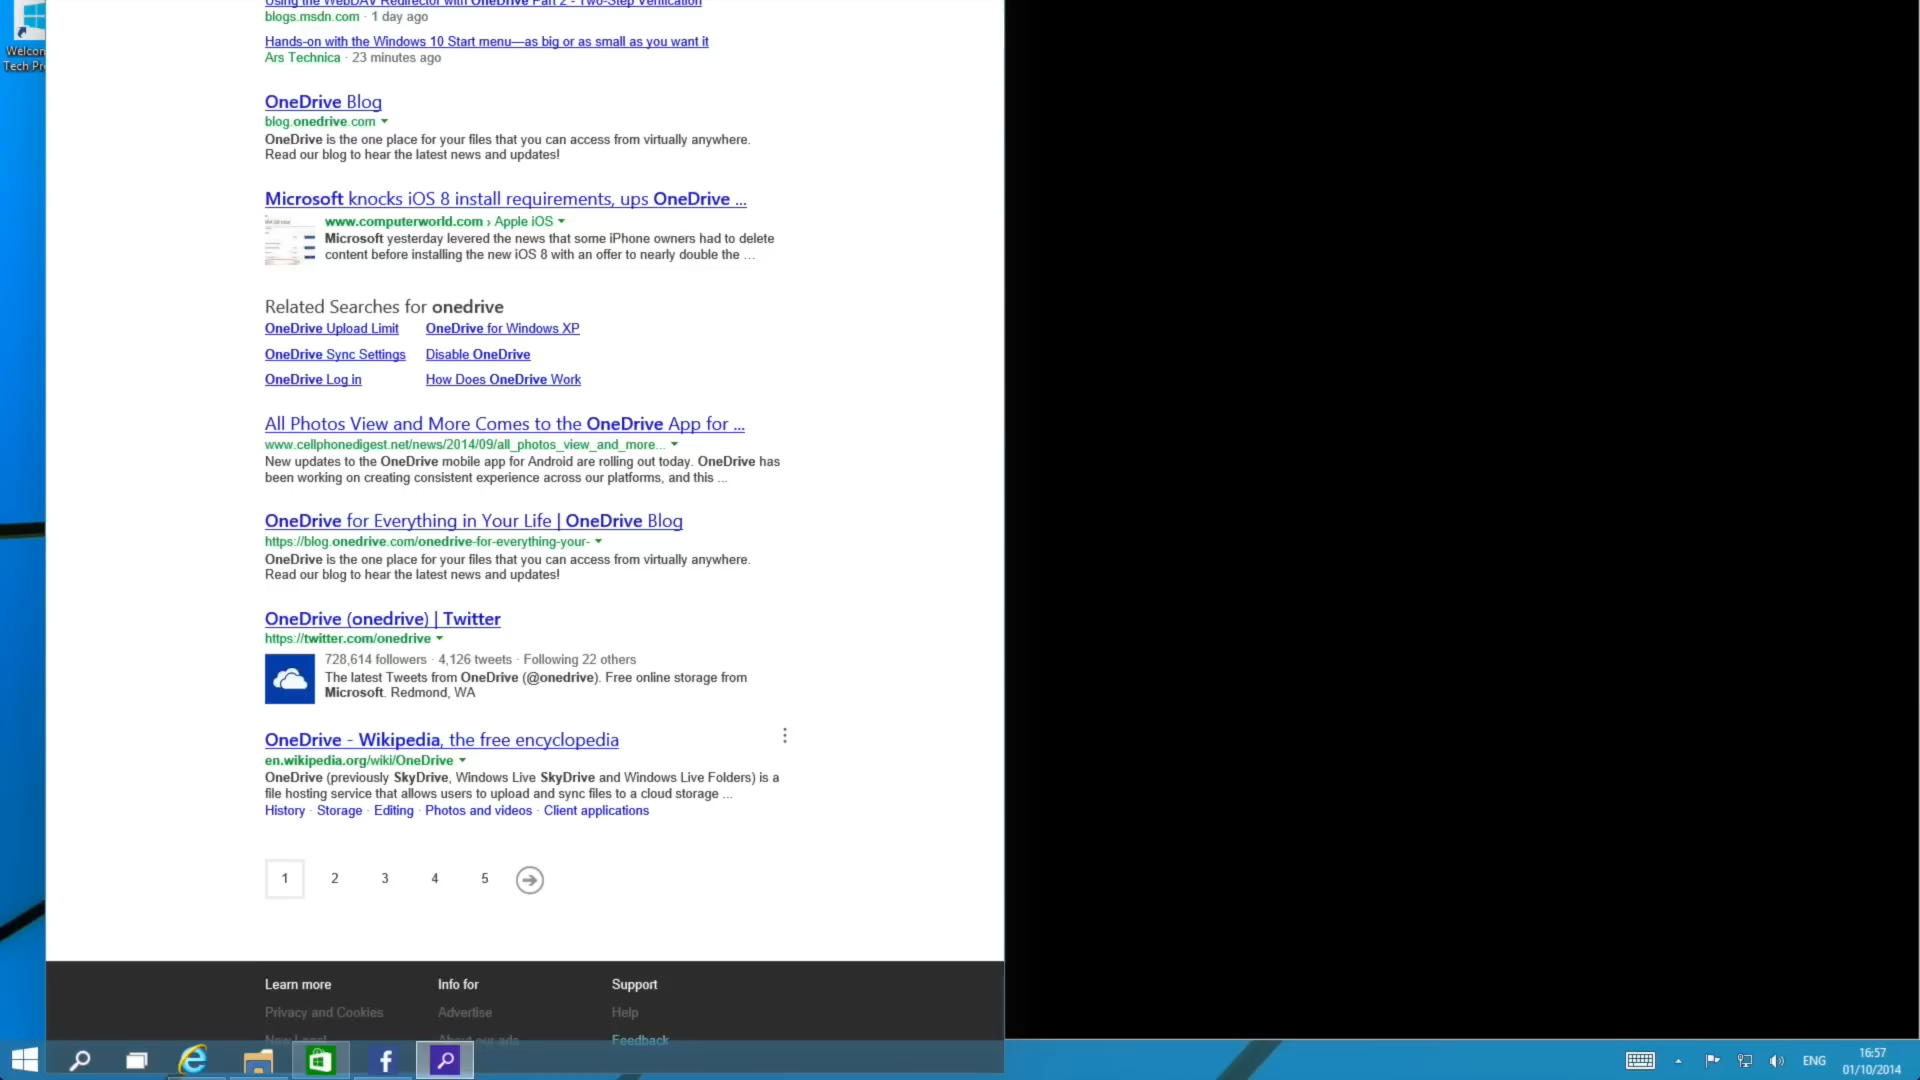 Using the WebDAV Redirector with OneDrive Part 2 - Two-Step Verification
blogs.msdn.com · 1 day ago
Hands-on with the Windows 10 Start menu—as big or as small as you want it
Ars Technica · 23 minutes ago
OneDrive Blog
blog.onedrive.com
OneDrive is the one place for your files that you can access from virtually anywhere.
Read our blog to hear the latest news and updates!
Microsoft knocks iOS 8 install requirements, ups OneDrive ...
www.computerworld.com › Apple iOS
Microsoft yesterday levered the news that some iPhone owners had to delete
content before installing the new iOS 8 with an offer to nearly double the ...
Related Searches for onedrive
OneDrive Upload Limit OneDrive for Windows XP
OneDrive Sync Settings Disable OneDrive
OneDrive Log in How Does OneDrive Work
All Photos View and More Comes to the OneDrive App for ...
www.cellphonedigest.net/news/2014/09/all_photos_view_and_more...
New updates to the OneDrive mobile app for Android are rolling out today. OneDrive has
been working on creating consistent experience across our platforms, and this ...
OneDrive for Everything in Your Life | OneDrive Blog
https://blog.onedrive.com/onedrive-for-everything-your-
OneDrive is the one place for your files that you can access from virtually anywhere.
Read our blog to hear the latest news and updates!
OneDrive (onedrive) | Twitter
https://twitter.com/onedrive
728,614 followers · 4,126 tweets · Following 22 others
The latest Tweets from OneDrive (@onedrive). Free online storage from
Microsoft. Redmond, WA
OneDrive - Wikipedia, the free encyclopedia
en.wikipedia.org/wiki/OneDrive
OneDrive (previously SkyDrive, Windows Live SkyDrive and Windows Live Folders) is a
file hosting service that allows users to upload and sync files to a cloud storage ...
History · Storage · Editing · Photos and videos · Client applications
1 2 3 4 5
Learn more Info for Support
Privacy and Cookies Advertise Help
About our ads Feedback
ENG
16:57
01/10/2014